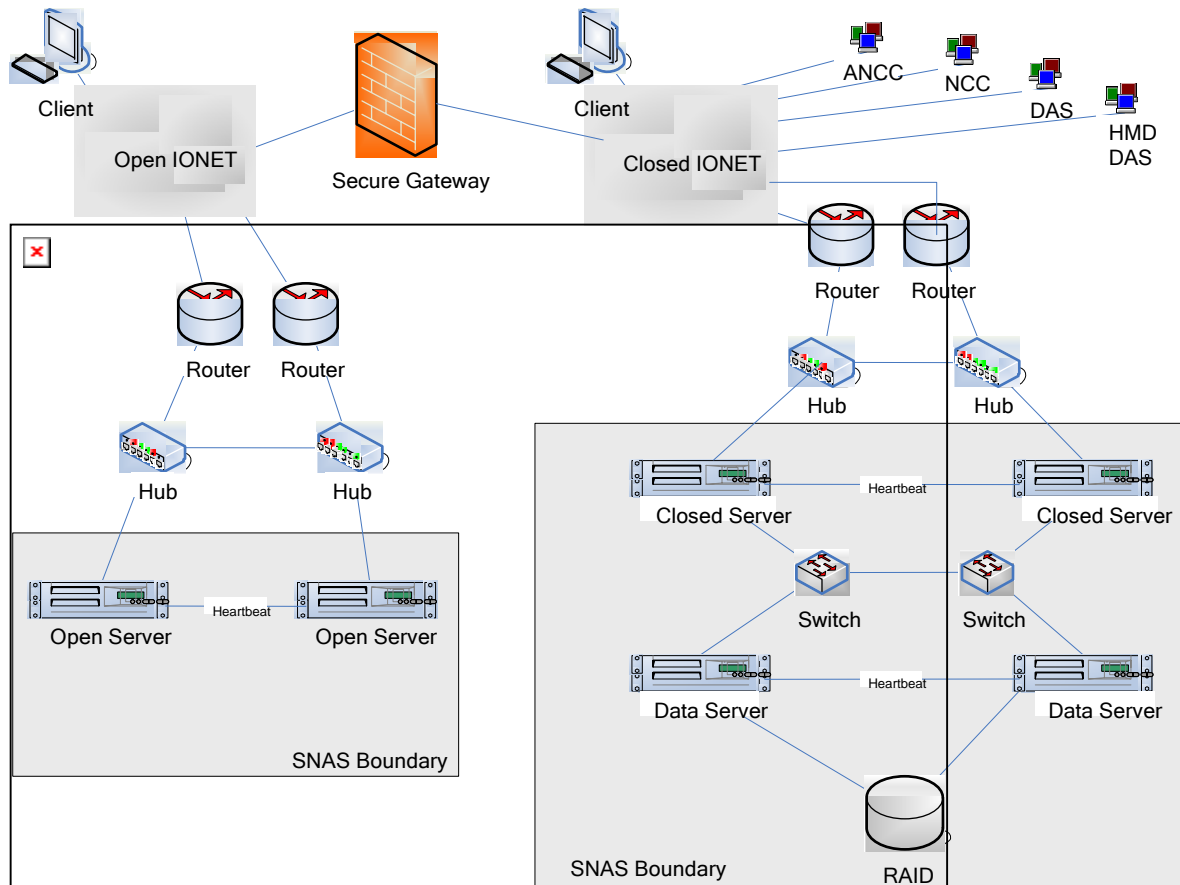 ANCC
NCC
Client
Client
DAS
HMD
DAS
Open IONET
Closed IONET
Secure Gateway
Router
Router
Router
Router
Hub
Hub
Hub
Hub
Heartbeat
Closed Server
Closed Server
Heartbeat
Open Server
Open Server
Switch
Switch
Heartbeat
Data Server
Data Server
SNAS Boundary
SNAS Boundary
RAID